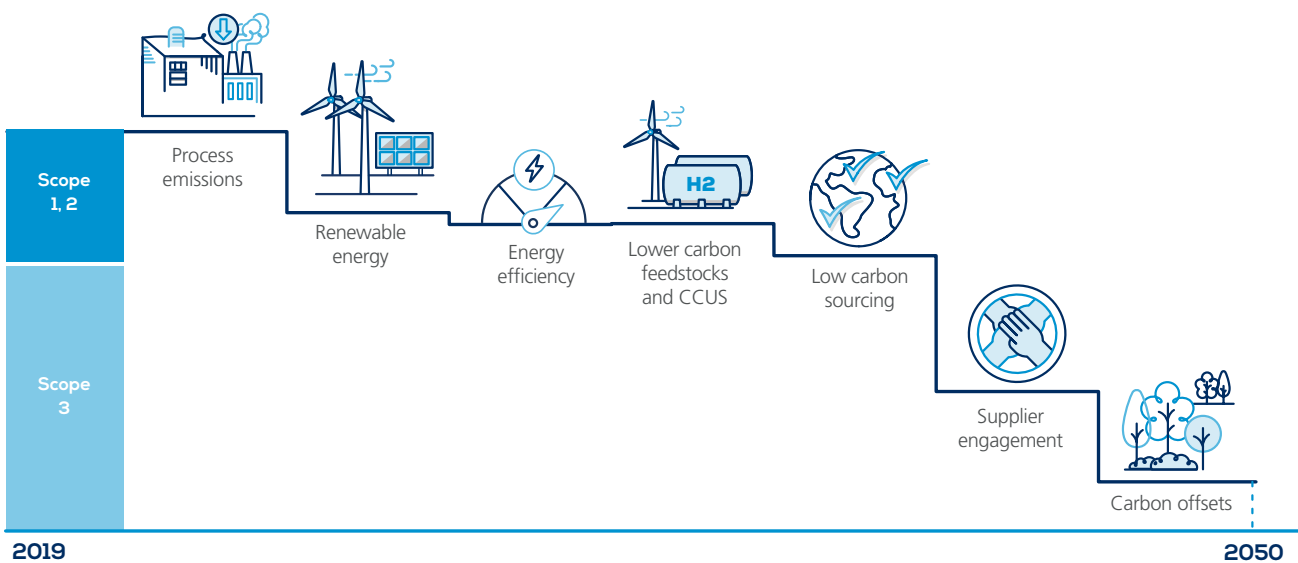 Scope
1, 2
Process
emissions
Renewable
energy
Energy
efficiency
H2
Lower carbon
feedstocks
and CCUS
Low carbon
sourcing
Scope
3
Supplier
engagement
Carbon offsets
2019
2050